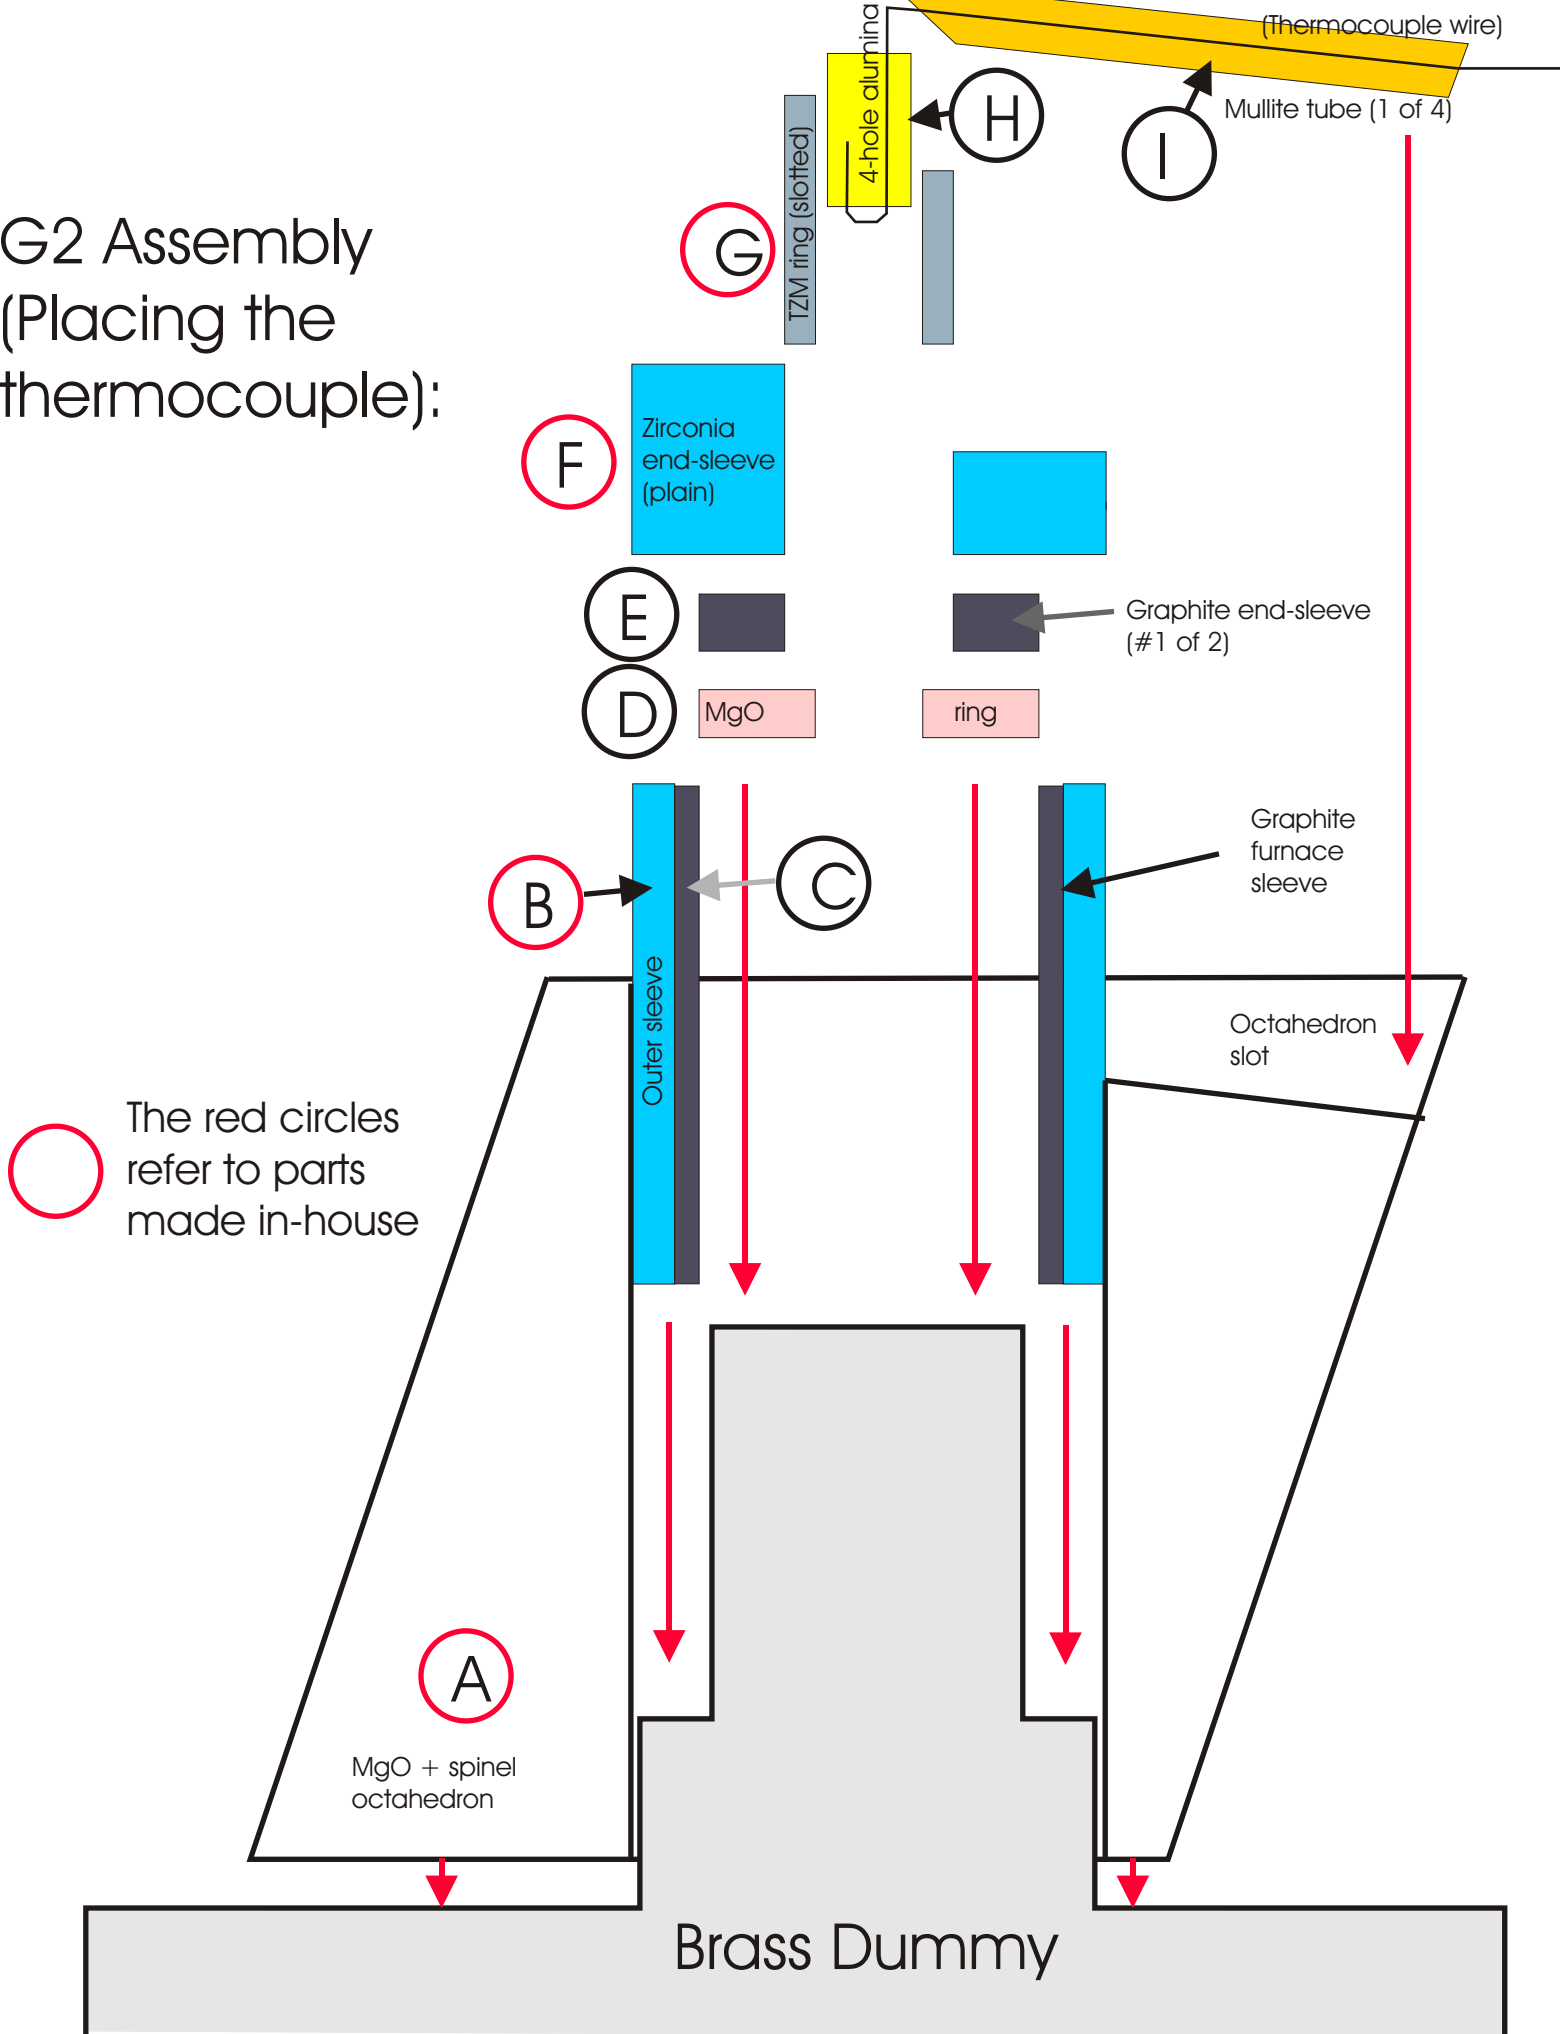 (Thermocouple wire)
4-hole alumina
H
Mullite tube (1 of 4)
I
TZM ring (slotted)
G
G2 Assembly
(Placing the
thermocouple):
F
Zirconia
end-sleeve
(plain)
E
Graphite end-sleeve
(#1 of 2)
D
MgO
ring
Graphite
furnace
sleeve
B
C
Outer sleeve
Octahedron
slot
The red circles
refer to parts
made in-house
A
MgO + spinel
octahedron
Brass Dummy